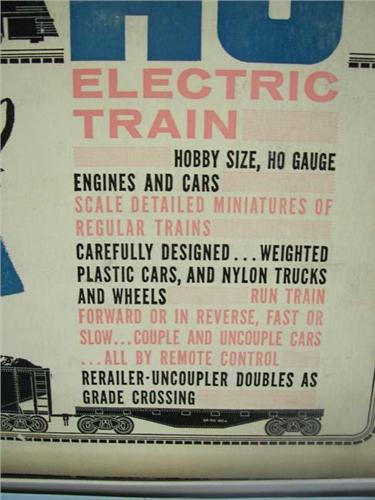 HO
ELECTRIC
TRAIN
HOBBY SIZE, HO GAUGE
ENGINES AND CARS
SCALE DETAILED MINIATURES OF
REGULAR TRAINS
CAREFULLY DESIGNED...WEIGHTED
PLASTIC CARS, AND NYLON TRUCKS
AND WHEELS RUN TRAIN
FORWARD OR IN REVERSE, FAST OR
SLOW...COUPLE AND UNCOUPLE CARS
...ALL BY REMOTE CONTROL
RERAILER-UNCOUPLER DOUBLES AS
GRADE CROSSING